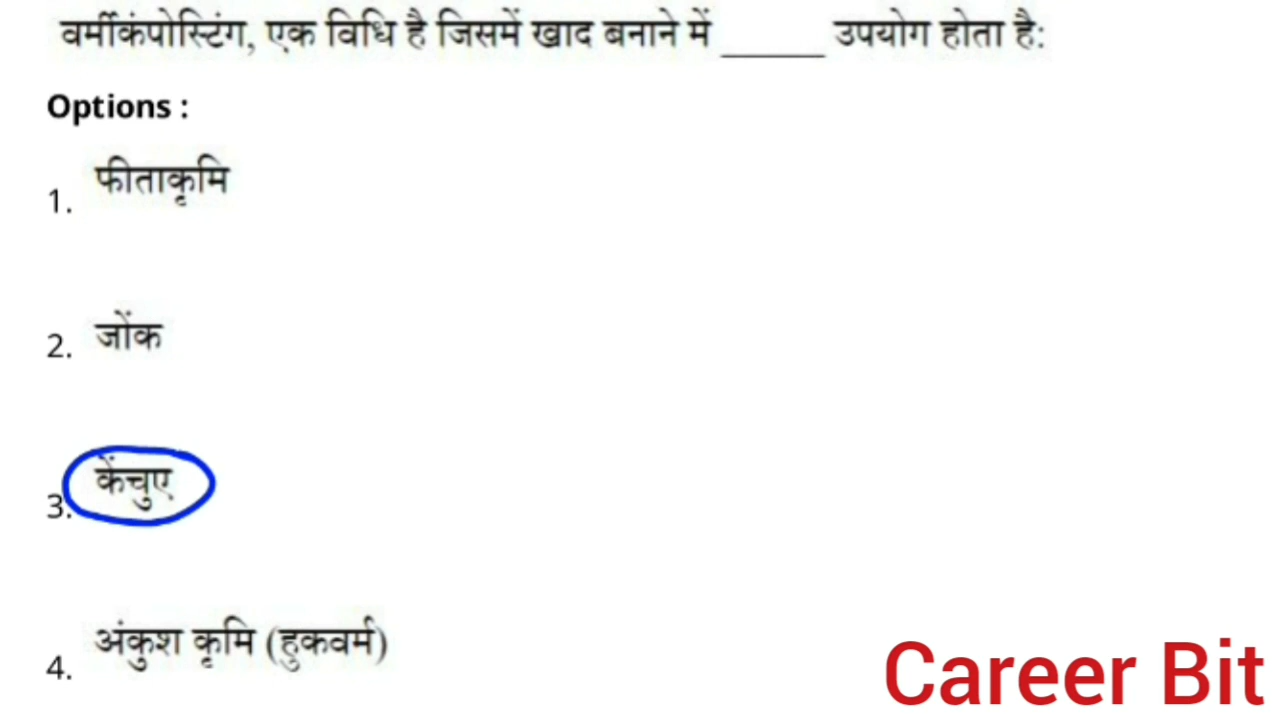 वर्मीकंपोस्टिंग, एक विधि है जिसमें खाद बनाने में ______ उपयोग होता है:
Options :
1. फीताकृमि
2. जोंक
3. केंचुए
4. अंकुश कृमि (हुकवर्म)
Career Bit